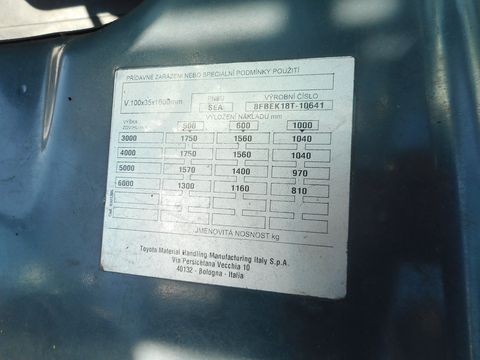 PŘÍDAVNÉ ZAŘÍZENÍ NEBO SPECIÁLNÍ PODMÍNKY POUŽITÍ
V.100x35x1600mm
PNEU VÝROBNÍ ČÍSLO
SEA 8FBEK18T-10641
VYLOŽENÍ NÁKLADU mm
VÝŠKA
ZDVIHU mm 500 600 1000
3000 1750 1560 1040
4000 1750 1560 1040
5000 1570 1400 970
6000 1300 1160 810
JMENOVITÁ NOSNOST kg
Toyota Material Handling Manufacturing Italy S.p.A.
Via Persicetana Vecchia 10
40132 - Bologna - Italia